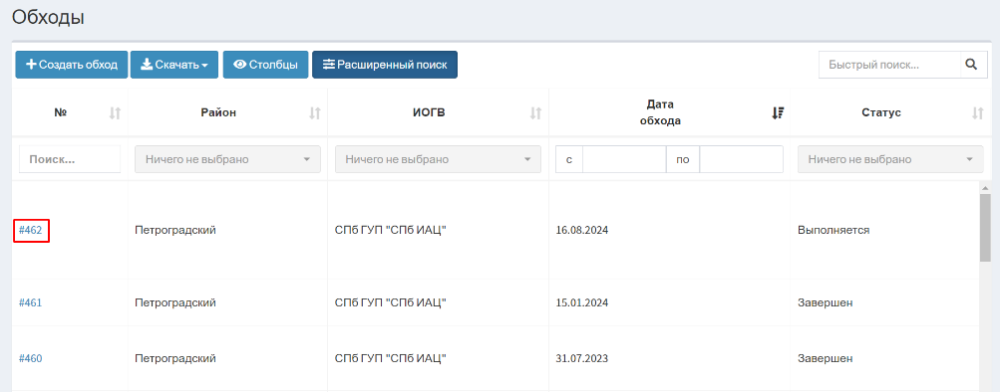 Обходы
Создать обход Скачать Столбцы Расширенный поиск Быстрый поиск...
№ Район ИОГВ Дата обхода Статус
Поиск... Ничего не выбрано Ничего не выбрано с по Ничего не выбрано
#462 Петроградский СПб ГУП "СПб ИАЦ" 16.08.2024 Выполняется
#461 Петроградский СПб ГУП "СПб ИАЦ" 15.01.2024 Завершен
#460 Петроградский СПб ГУП "СПб ИАЦ" 31.07.2023 Завершен